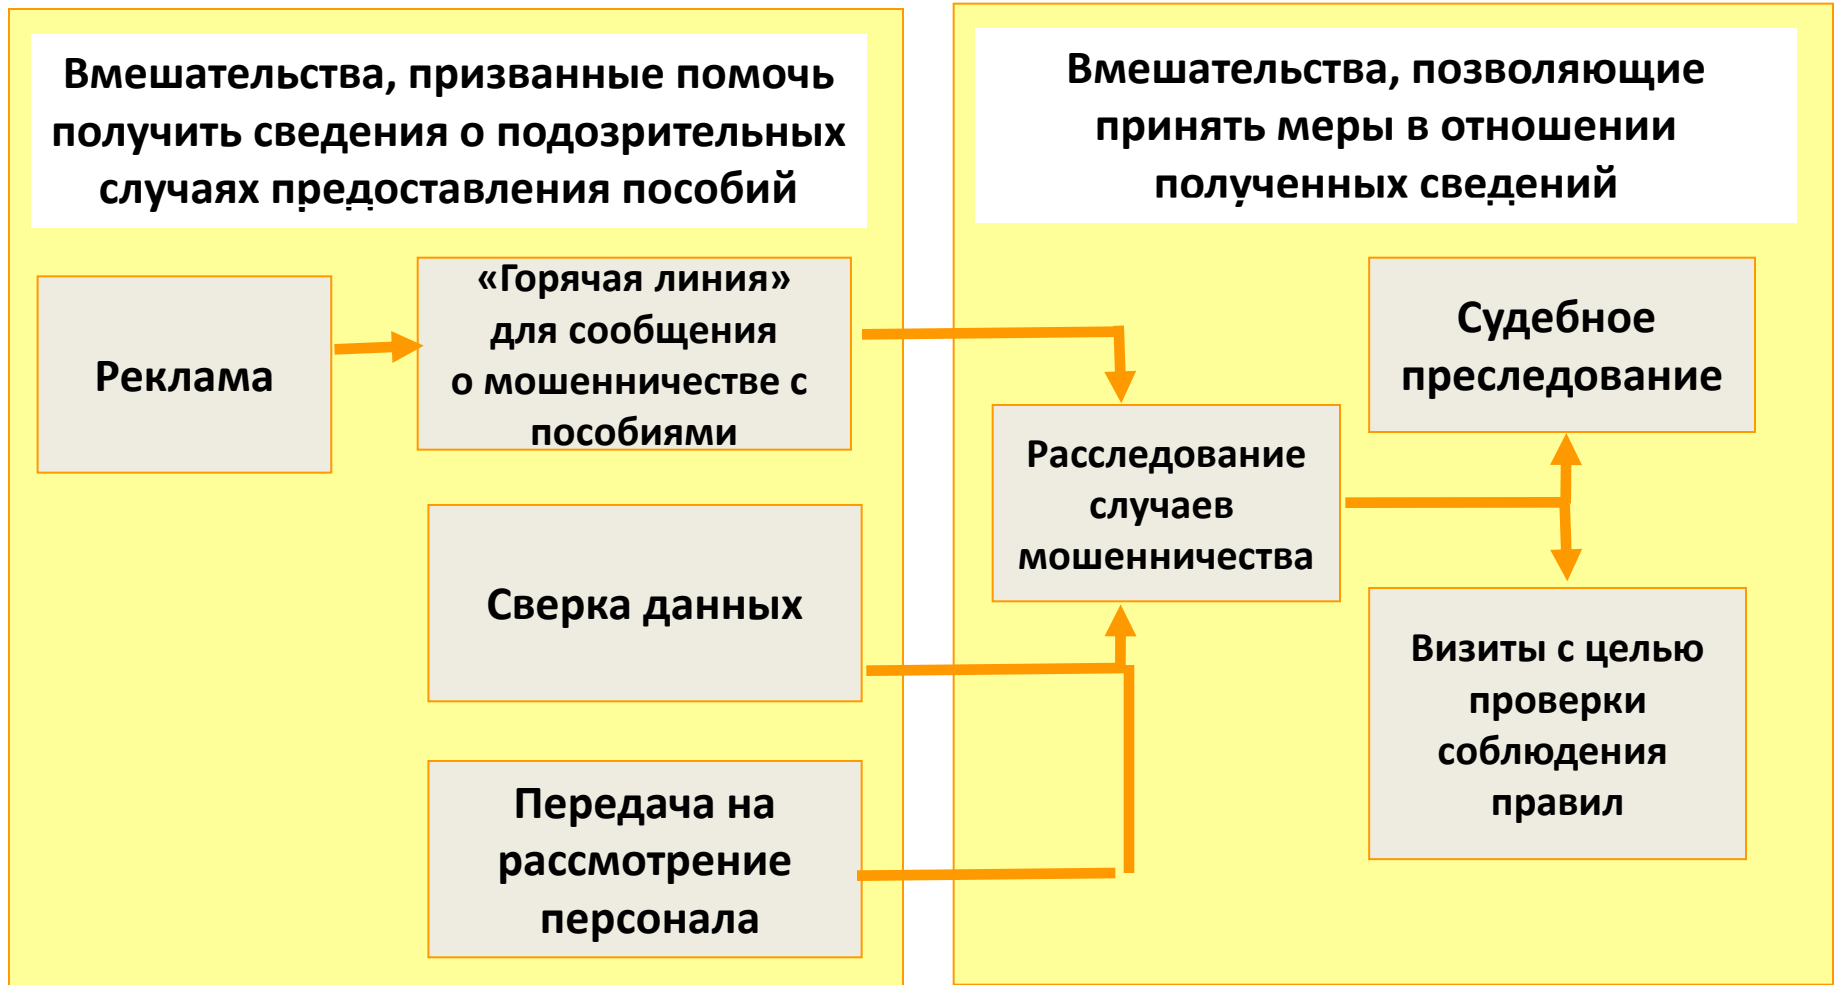 Вмешательства, призванные помочь
получить сведения о подозрительных
случаях предоставления пособий
Реклама
«Горячая линия»
для сообщения
о мошенничестве с
пособиями
Сверка данных
Передача на
рассмотрение
персонала
Вмешательства, позволяющие
принять меры в отношении
полученных сведений
Расследование
случаев
мошенничества
Судебное
преследование
Визиты с целью
проверки
соблюдения
правил